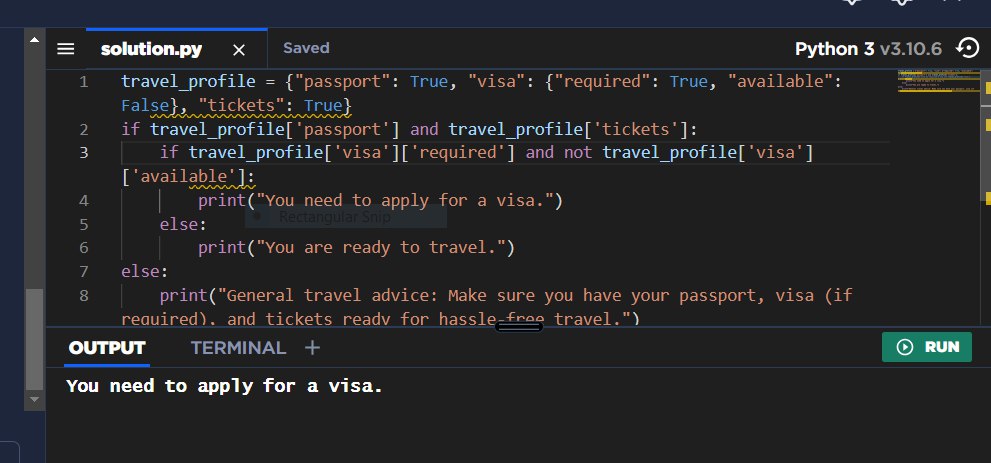 solution.py × Saved Python 3 v3.10.6
1 travel_profile = {"passport": True, "visa": {"required": True, "available":
False}, "tickets": True}
2 if travel_profile['passport'] and travel_profile['tickets']:
3 if travel_profile['visa']['required'] and not travel_profile['visa']
['available']:
4 print("You need to apply for a visa.")
Rectangular Snip
5 else:
6 print("You are ready to travel.")
7 else:
8 print("General travel advice: Make sure you have your passport, visa (if
required), and tickets ready for hassle-free travel.")
OUTPUT TERMINAL + RUN
You need to apply for a visa.